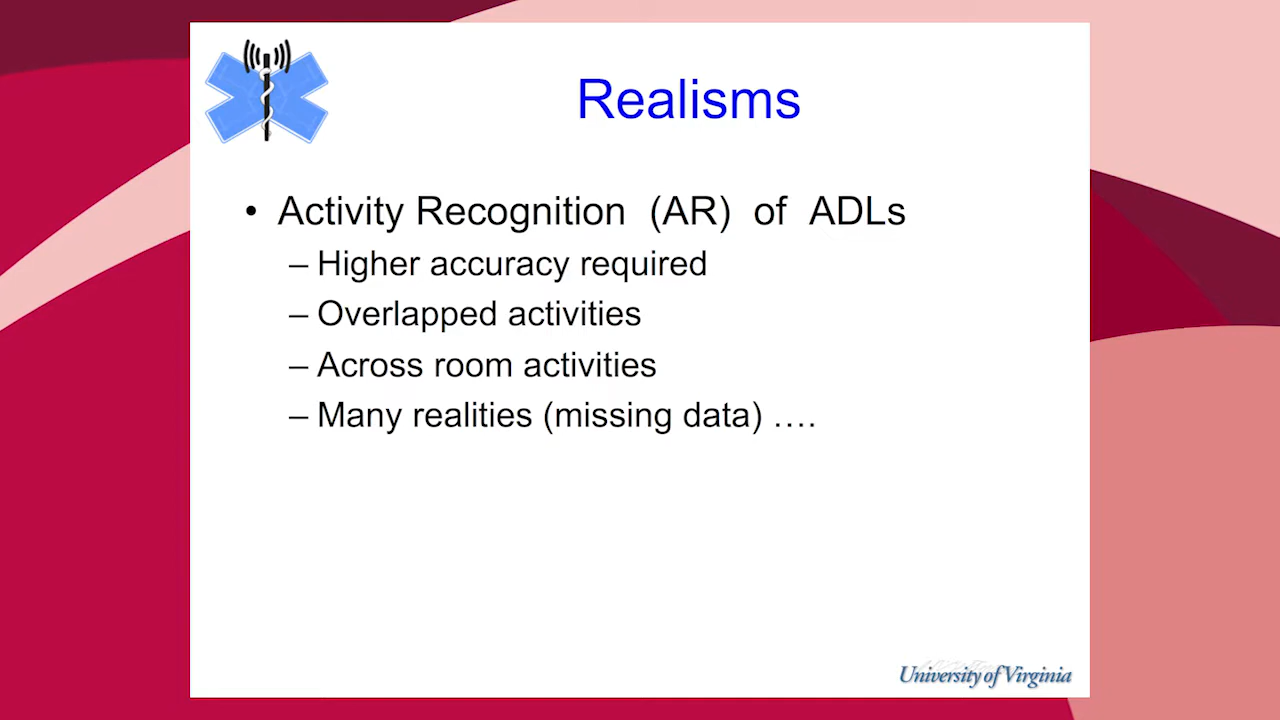 Realisms
• Activity Recognition (AR) of ADLs
– Higher accuracy required
– Overlapped activities
– Across room activities
– Many realities (missing data) ….
University of Virginia